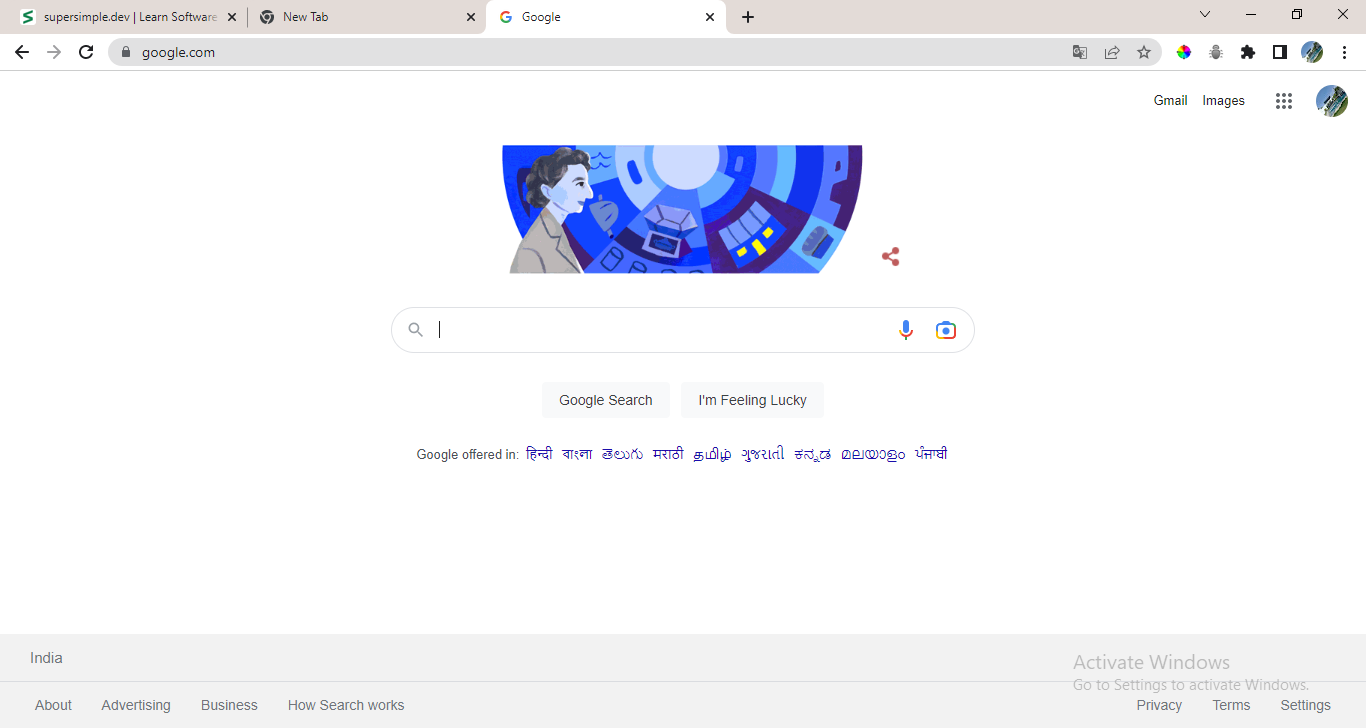 supersimple.dev | Learn Software
New Tab
Google
google.com
Gmail Images
Google Search I'm Feeling Lucky
Google offered in: हिन्दी বাংলা తెలుగు मराठी தமிழ் ગુજરાતી ಕನ್ನಡ മലയാളം ਪੰਜਾਬੀ
India
Activate Windows
Go to Settings to activate Windows.
About Advertising Business How Search works Privacy Terms Settings